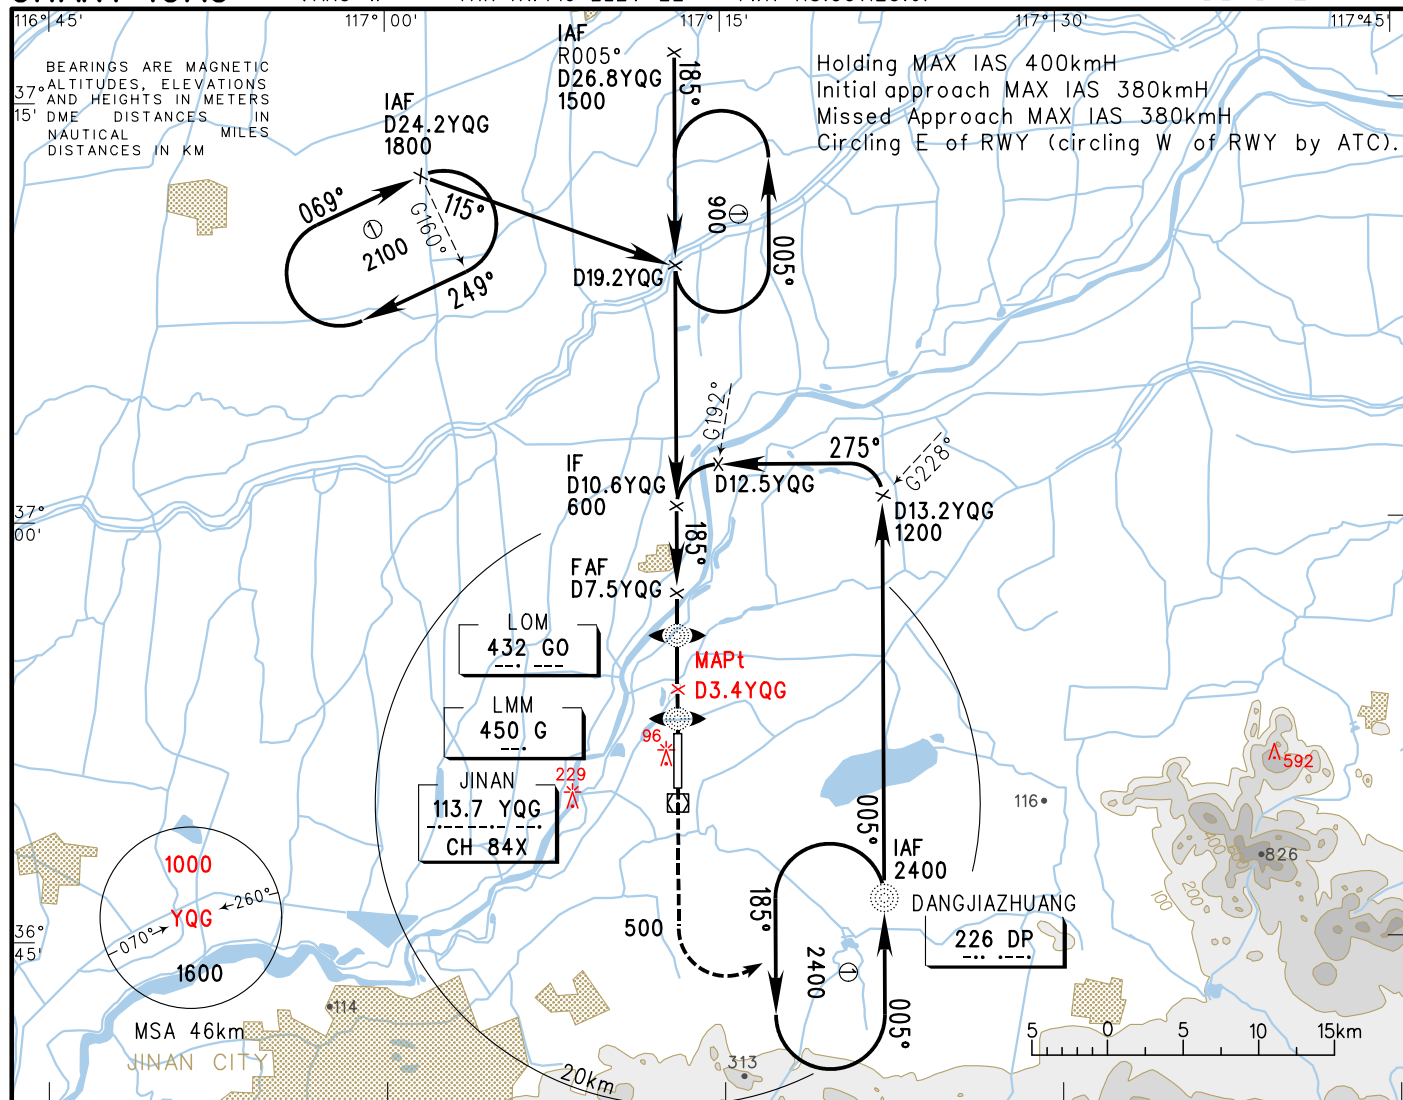 116°45'
117°00'
117°15'
117°30'
117°45'
BEARINGS ARE MAGNETIC
ALTITUDES, ELEVATIONS
AND HEIGHTS IN METERS
DME DISTANCES IN
NAUTICAL MILES
DISTANCES IN KM
37°
15'
IAF
R005°
D26.8YQG
1500
185°
Holding MAX IAS 400kmH
Initial approach MAX IAS 380kmH
Missed Approach MAX IAS 380kmH
Circling E of RWY (circling W of RWY by ATC).
IAF
D24.2YQG
1800
069°
115°
G160°
①
2100
249°
900
①
005°
D19.2YQG
G192°
275°
G228°
IF
D10.6YQG
600
D12.5YQG
D13.2YQG
1200
37°
00'
185°
FAF
D7.5YQG
LOM
432 GO
MAPt
D3.4YQG
LMM
450 G
96
229
JINAN
113.7 YQG
CH 84X
592
116
826
005°
IAF
2400
DANGJIAZHUANG
226 DP
185°
2400
①
005°
500
100
200
1000
260°
YQG
070°
1600
36°
45'
MSA 46km
JINAN CITY
114
20km
313
5 0 5 10 15km